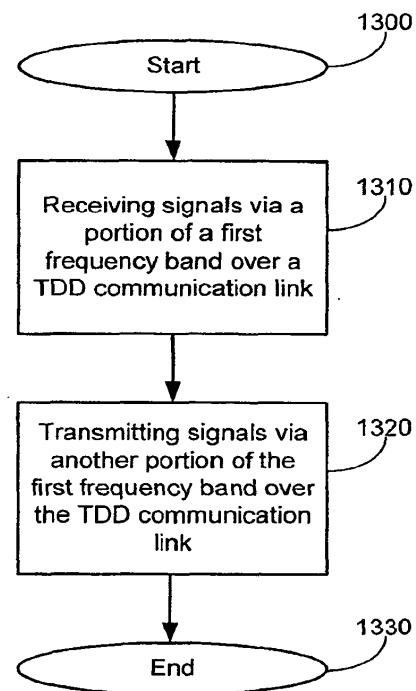 1300
Start
1310
Receiving signals via a
portion of a first
frequency band over a
TDD communication link
1320
Transmitting signals via
another portion of the
first frequency band over
the TDD communication
link
1330
End